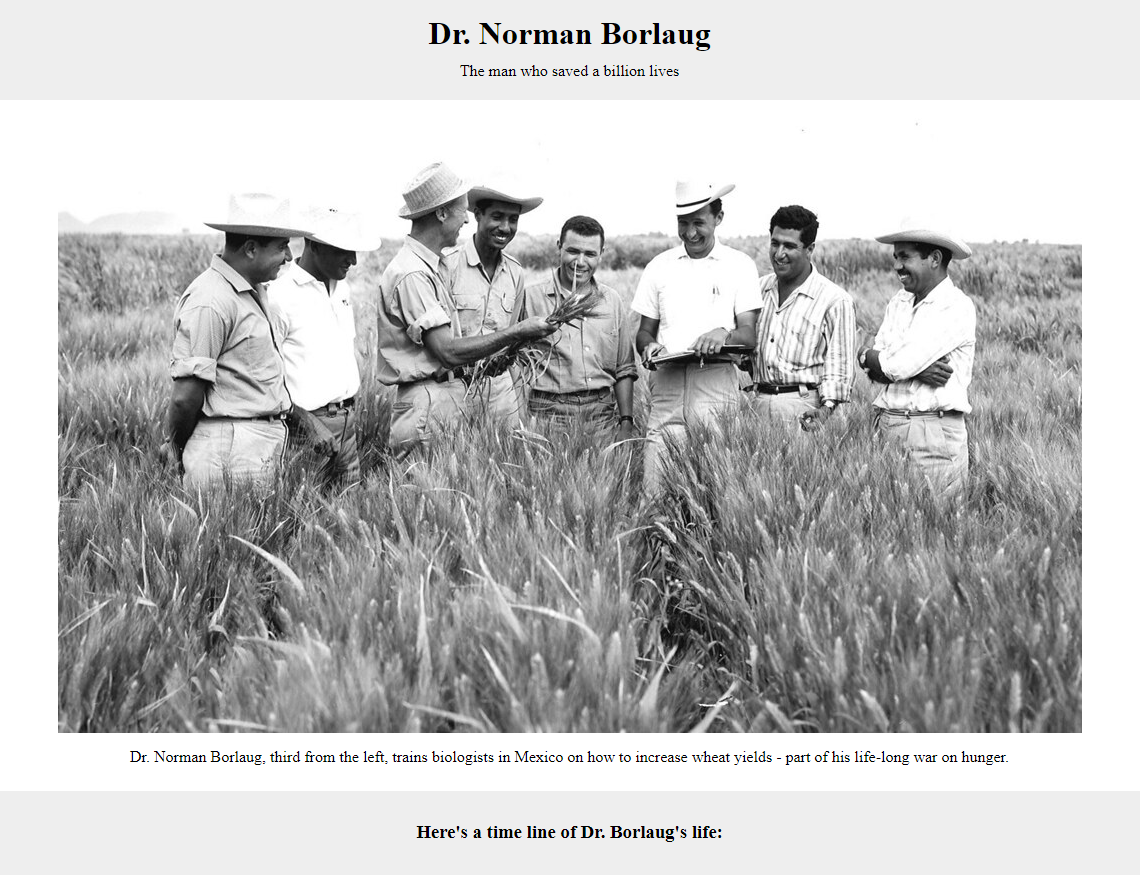 Dr. Norman Borlaug
The man who saved a billion lives
Dr. Norman Borlaug, third from the left, trains biologists in Mexico on how to increase wheat yields - part of his life-long war on hunger.
Here's a time line of Dr. Borlaug's life: